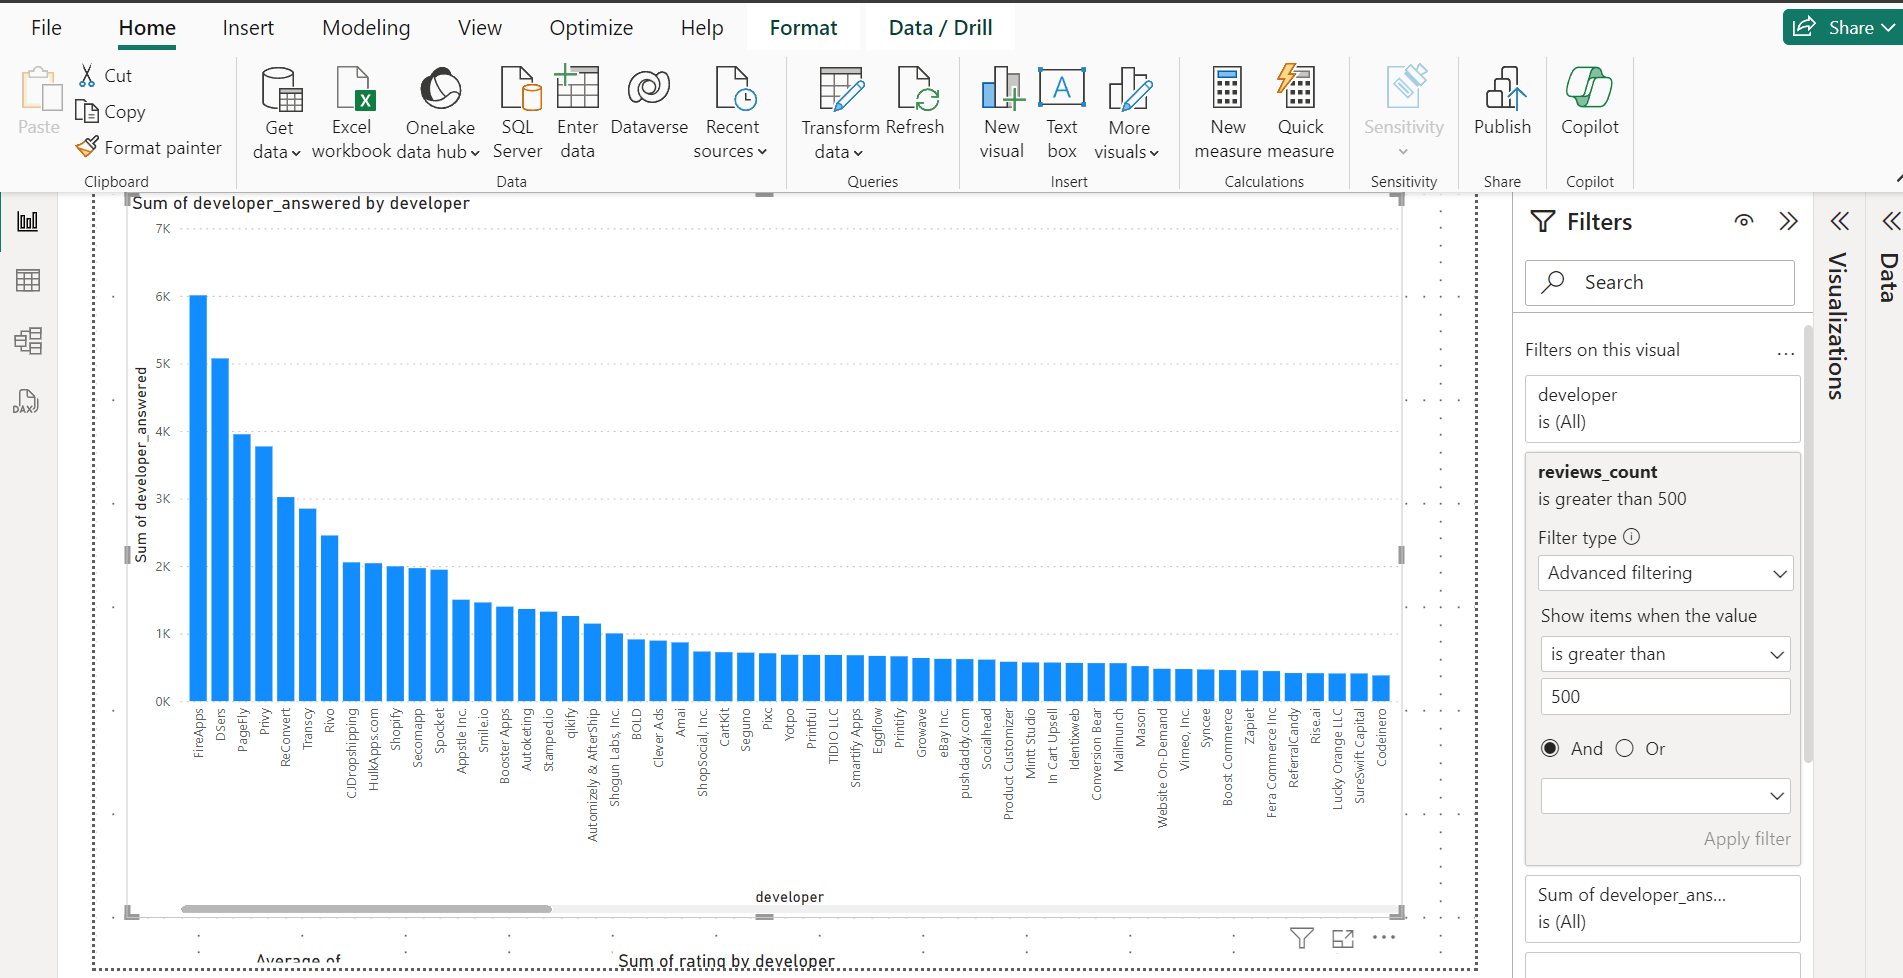 File Home Insert Modeling View Optimize Help Format Data / Drill Share
Cut
Copy
Format painter
Paste
Clipboard
Get data
Excel workbook
OneLake data hub
SQL Server
Enter data
Dataverse
Recent sources
Data
Transform data
Refresh
Queries
New visual
Text box
More visuals
Insert
New measure
Quick measure
Calculations
Sensitivity
Sensitivity
Publish
Share
Copilot
Copilot
DAX
Sum of developer_answered by developer
Sum of developer_answered
7K
6K
5K
4K
3K
2K
1K
0K
FireApps
DSers
PageFly
Privy
ReConvert
Transcy
Rivo
CJDropshipping
HulkApps.com
Shopify
Secomapp
Spocket
Appstle Inc.
Smile.io
Booster Apps
Autoketing
Stamped.io
qikify
Automizely & AfterShip
Shogun Labs, Inc.
BOLD
Clever Ads
Amai
ShopSocial, Inc.
CartKit
Seguno
Pixc
Yotpo
Printful
TIDIO LLC
Smartify Apps
Eggflow
Printify
Growave
eBay Inc.
pushdaddy.com
Socialhead
Product Customizer
Mintt Studio
In Cart Upsell
Identixweb
Conversion Bear
Mailmunch
Mason
Website On-Demand
Vimeo, Inc.
Syncee
Boost Commerce
Zapiet
Fera Commerce Inc
ReferralCandy
Rise.ai
Lucky Orange LLC
SureSwift Capital
Codeinero
developer
Average of
Sum of rating by developer
Filters
Search
Filters on this visual
developer
is (All)
reviews_count
is greater than 500
Filter type
Advanced filtering
Show items when the value
is greater than
500
And Or
Apply filter
Sum of developer_ans...
is (All)
Visualizations
Data